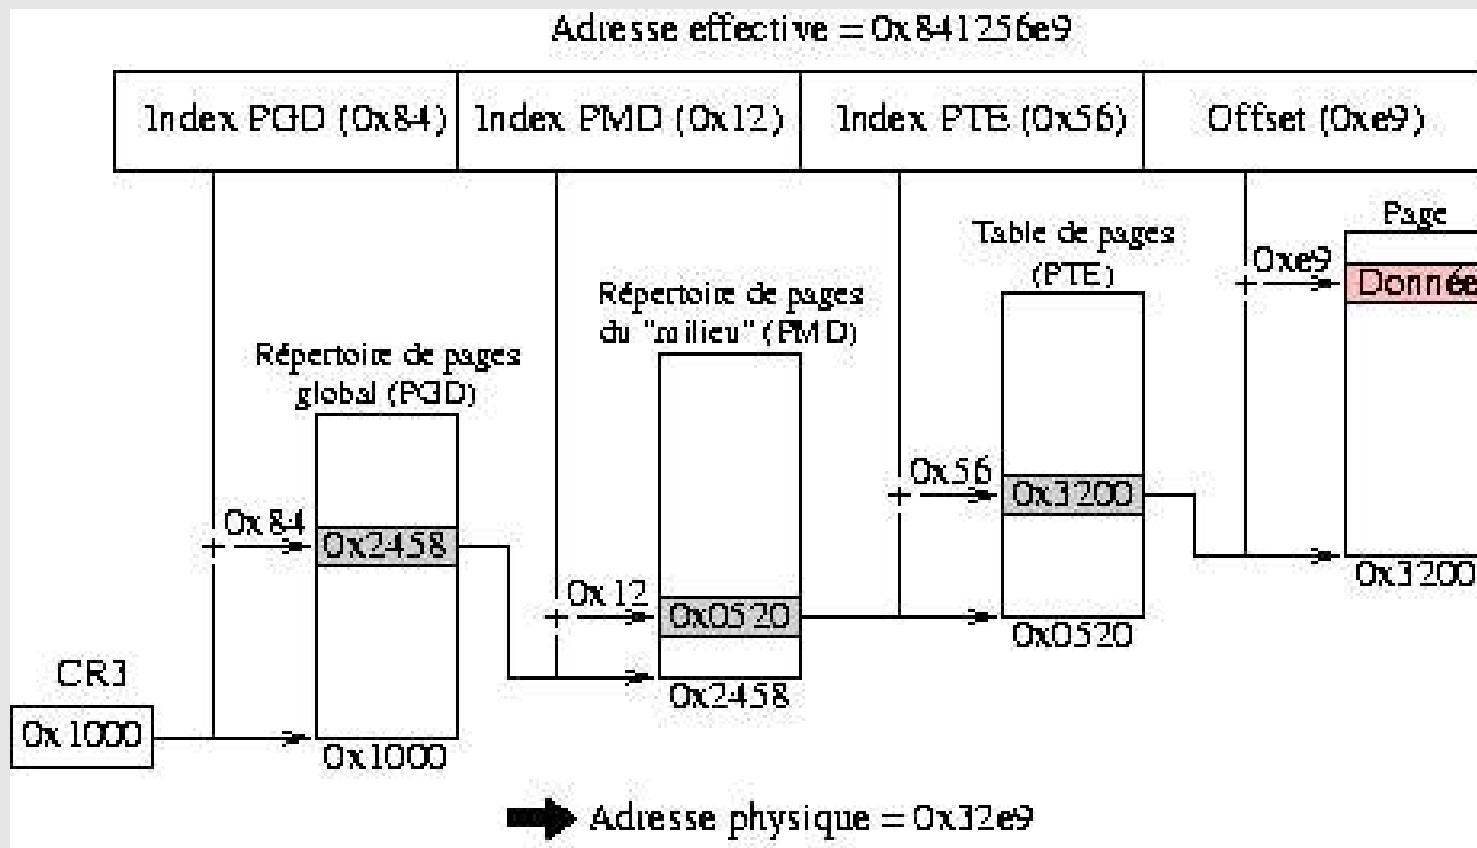 Adresse effective = 0x841256e9
Index PGD (0x84)
Index PMD (0x12)
Index PTE (0x56)
Offset (0xe9)
Page
Table de pages
(PTE)
0xe9
Donnée
Répertoire de pages
du "milieu" (PMD)
Répertoire de pages
global (PGD)
0x56
0x3200
0x84
0x2458
0x3200
0x12
0x0520
0x0520
CR3
0x2458
0x1000
0x1000
Adresse physique = 0x32e9